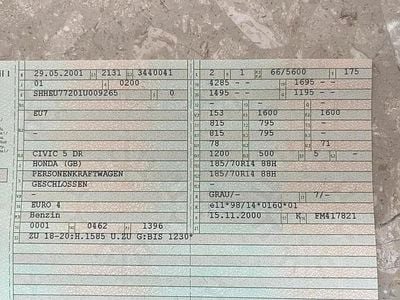 29.05.2001 2131 3440041
01 0200
SHHEU77201U009265 0
-
EU7
-
-
CIVIC 5 DR
HONDA (GB)
PERSONENKRAFTWAGEN
GESCHLOSSEN
-
EURO 4
Benzin
0001 0462 1396
ZU 18-20:H.1585 U.ZU G:BIS 1230*
2 1 66/5600 175
4285 -- 1695 --
1495 -- 1195 --
- - -
153 1600 1600
815 795 -
815 795 -
78 71
1200 500 5 -
185/70R14 88H
185/70R14 88H
-
GRAU/- 7/-
e11*98/14*0160*01
15.11.2000 K FM417821